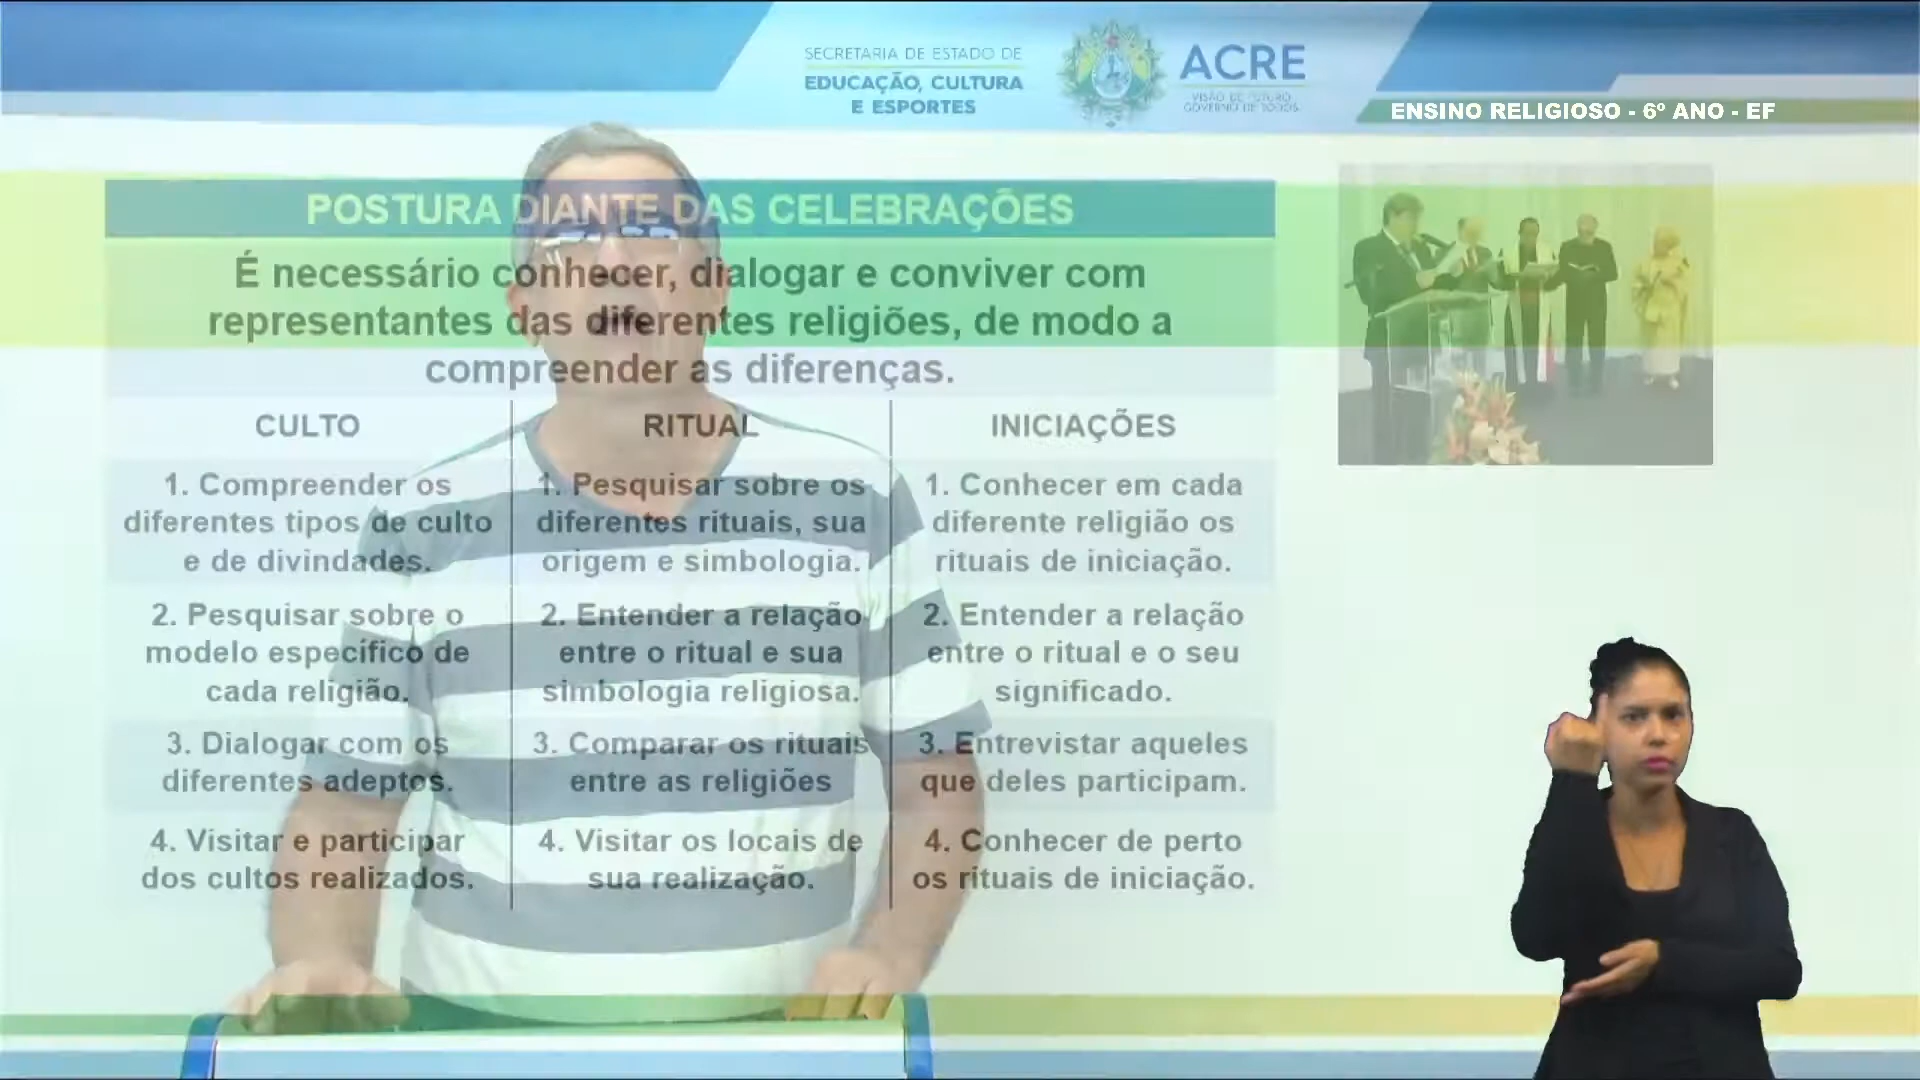 SECRETARIA DE ESTADO DE
EDUCAÇÃO, CULTURA
E ESPORTES
ACRE
VISÃO DE FUTURO
GOVERNO DE TODOS
ENSINO RELIGIOSO - 6º ANO - EF
POSTURA DIANTE DAS CELEBRAÇÕES
É necessário conhecer, dialogar e conviver com
representantes das diferentes religiões, de modo a
compreender as diferenças.
CULTO
1. Compreender os
diferentes tipos de culto
e de divindades.
2. Pesquisar sobre o
modelo específico de
cada religião.
3. Dialogar com os
diferentes adeptos.
4. Visitar e participar
dos cultos realizados.
RITUAL
1. Pesquisar sobre os
diferentes rituais, sua
origem e simbologia.
2. Entender a relação
entre o ritual e sua
simbologia religiosa.
3. Comparar os rituais
entre as religiões
4. Visitar os locais de
sua realização.
INICIAÇÕES
1. Conhecer em cada
diferente religião os
rituais de iniciação.
2. Entender a relação
entre o ritual e o seu
significado.
3. Entrevistar aqueles
que deles participam.
4. Conhecer de perto
os rituais de iniciação.